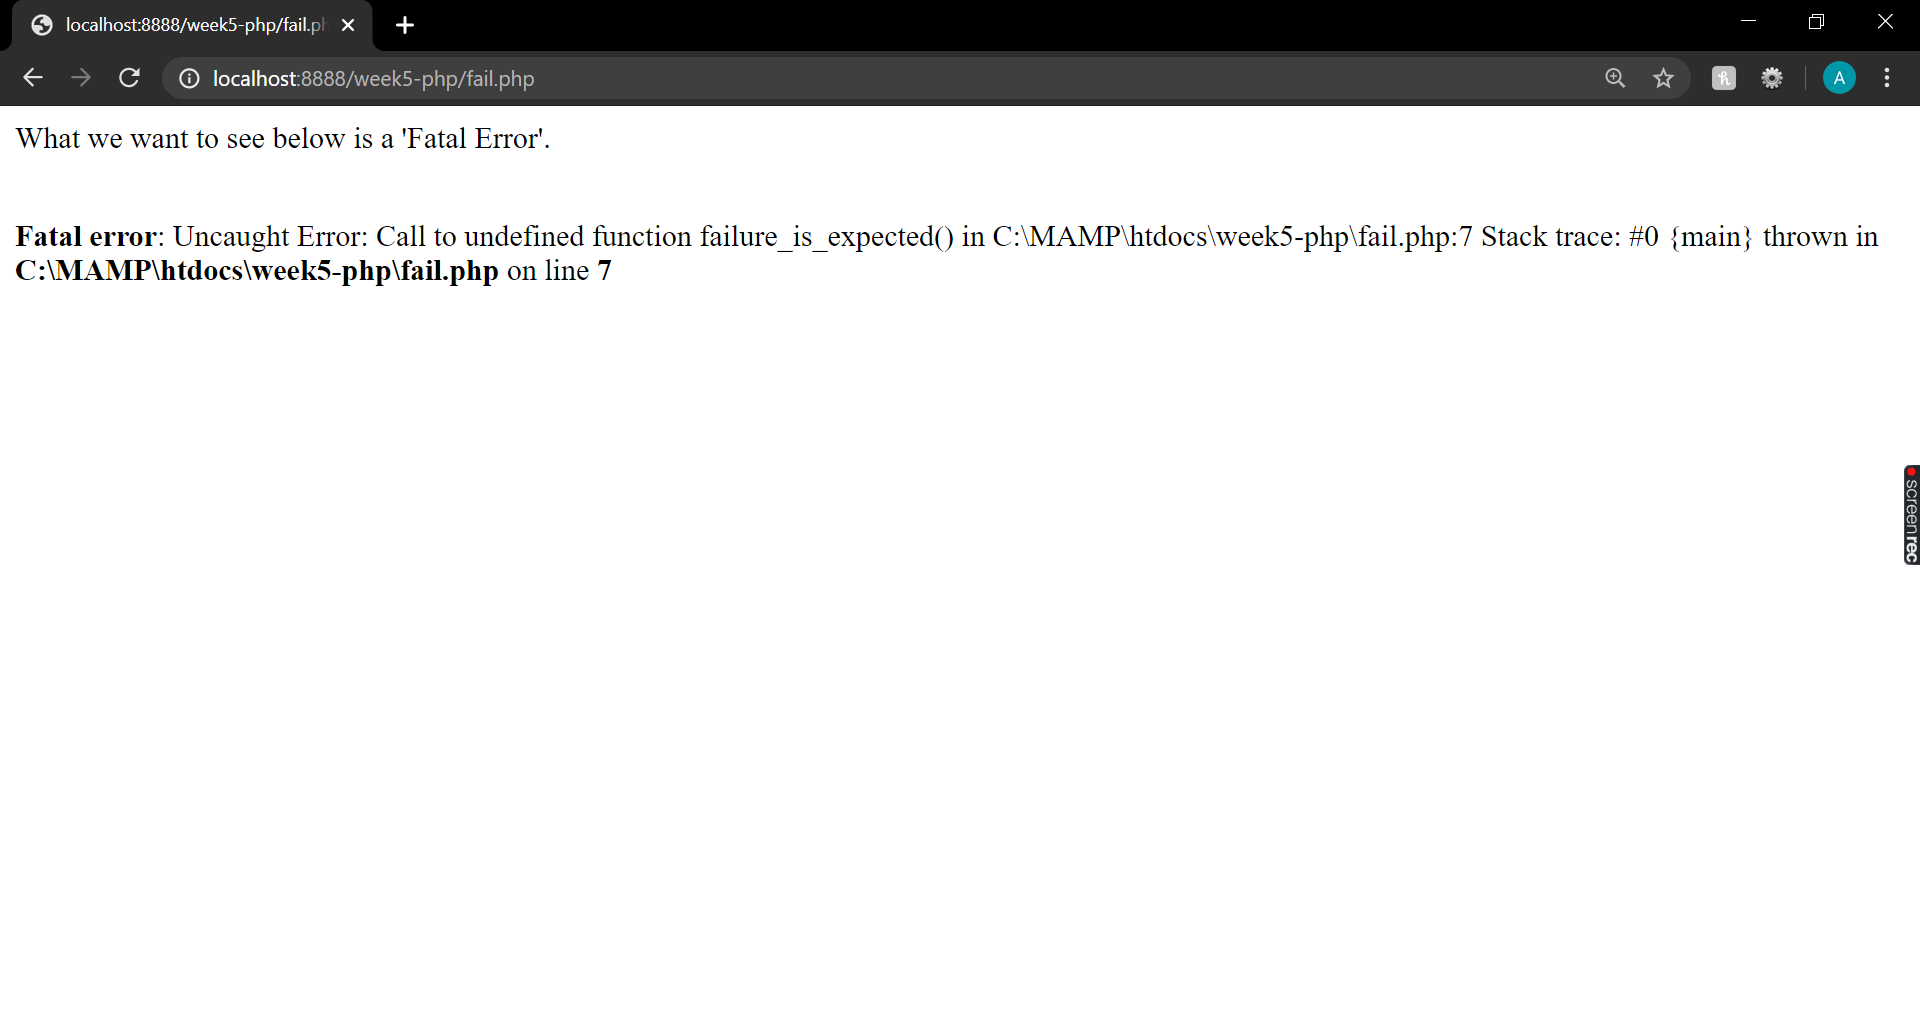 localhost:8888/week5-php/fail.ph
localhost:8888/week5-php/fail.php
A
What we want to see below is a 'Fatal Error'.
Fatal error: Uncaught Error: Call to undefined function failure_is_expected() in C:\MAMP\htdocs\week5-php\fail.php:7 Stack trace: #0 {main} thrown in
C:\MAMP\htdocs\week5-php\fail.php on line 7
screenrec